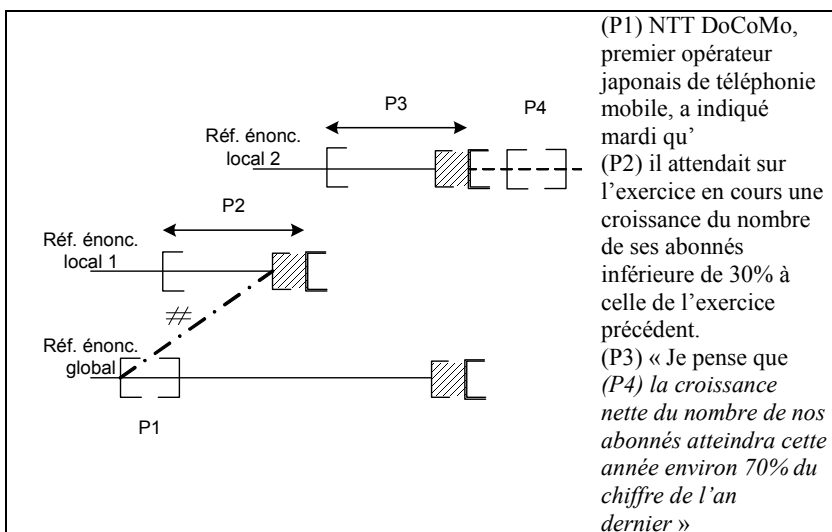 P3
P4
Réf. énonc.
local 2
P2
Réf. énonc.
local 1
Réf. énonc.
global
P1
(P1) NTT DoCoMo,
premier opérateur
japonais de téléphonie
mobile, a indiqué
mardi qu’
(P2) il attendait sur
l’exercice en cours une
croissance du nombre
de ses abonnés
inférieure de 30% à
celle de l’exercice
précédent.
(P3) « Je pense que
(P4) la croissance
nette du nombre de nos
abonnés atteindra cette
année environ 70% du
chiffre de l’an
dernier »